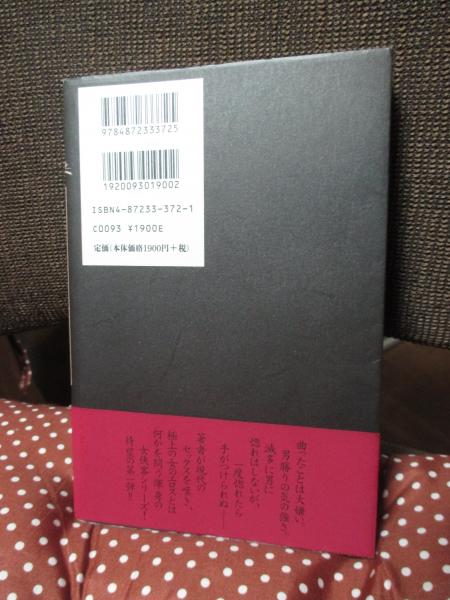 9784872333725
1920093019002
ISBN4-87233-372-1
C0093 ¥1900E
定価(本体価格1900円+税)
曲ったことは大嫌い。
男勝りの気の強さ。
滅多に男に
惚れはしないが、
一度惚れたら
手がつけられぬ──
著者が現代の
セックスを嘆き、
極上の女のエロスとは
何かを問う渾身の
女侠客シリーズ!
待望の第一弾!!